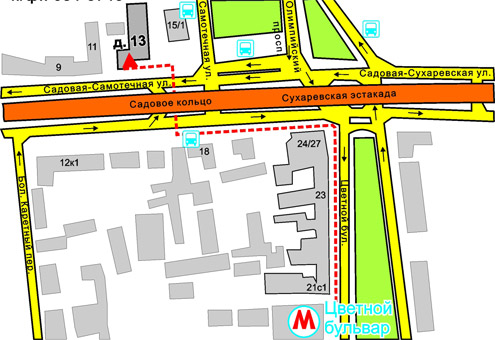 15/1
11
9
д. 13
Самотечная ул.
Олимпийский
просп.
Садовая-Самотечная ул.
Садовая-Сухаревская ул.
Садовое кольцо
Сухаревская эстакада
12к1
18
24/27
23
21с1
Бол. Каретный пер.
Цветной бул.
М
Цветной
бульвар